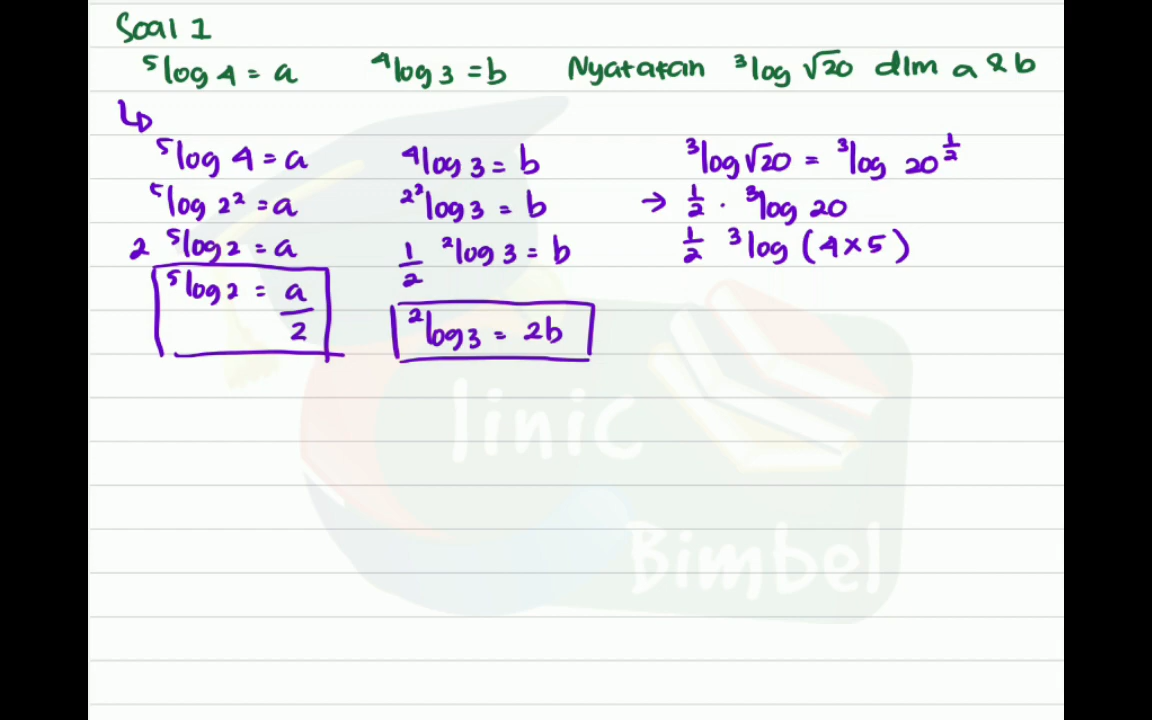 Soal 1
⁵log 4 = a    ⁴log 3 = b    Nyatatan ³log √20 dlm a & b
⁵log 4 = a
⁵log 2² = a
2 ⁵log 2 = a
⁵log 2 = a/2
⁴log 3 = b
2²log 3 = b
1/2 ²log 3 = b
²log 3 = 2b
³log √20 = ³log 20^(1/2)
→ 1/2 · ³log 20
1/2 ³log (4 × 5)
linic
Bimbel